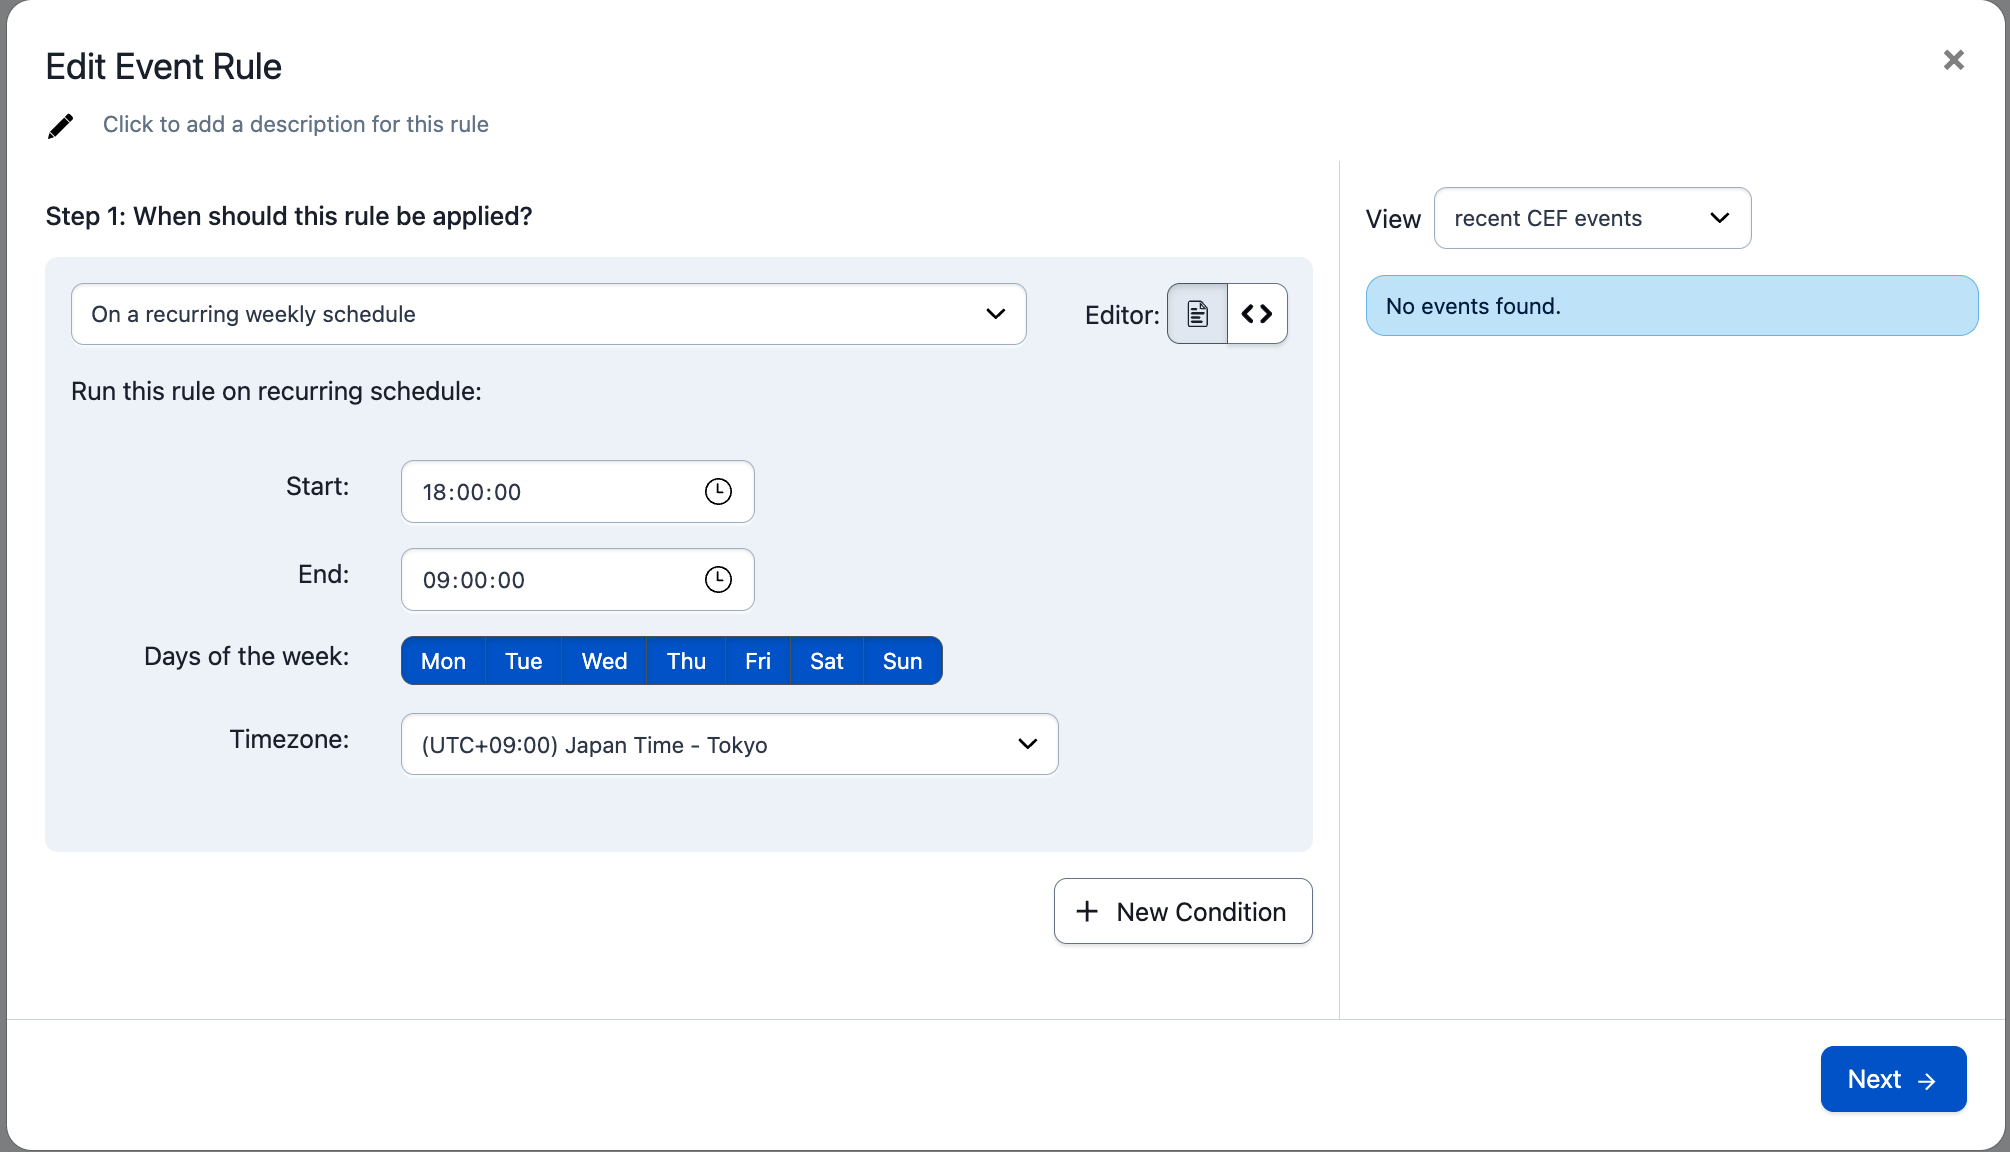 Edit Event Rule
Click to add a description for this rule
Step 1: When should this rule be applied?
On a recurring weekly schedule
Editor:
Run this rule on recurring schedule:
Start:
18:00:00
End:
09:00:00
Days of the week:
Mon Tue Wed Thu Fri Sat Sun
Timezone:
(UTC+09:00) Japan Time - Tokyo
New Condition
View
recent CEF events
No events found.
Next